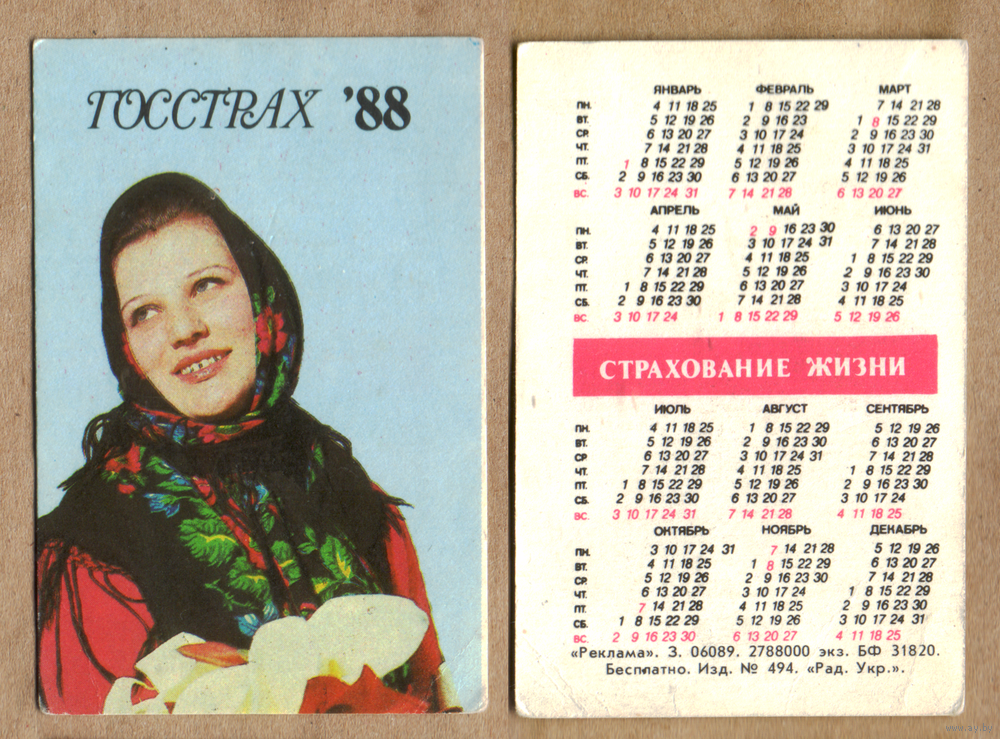 ГОССТРАХ '88
ЯНВАРЬ ФЕВРАЛЬ МАРТ
ПН. 4 11 18 25 1 8 15 22 29 7 14 21 28
ВТ. 5 12 19 26 2 9 16 23 1 8 15 22 29
СР. 6 13 20 27 3 10 17 24 2 9 16 23 30
ЧТ. 7 14 21 28 4 11 18 25 3 10 17 24 31
ПТ. 1 8 15 22 29 5 12 19 26 4 11 18 25
СБ. 2 9 16 23 30 6 13 20 27 5 12 19 26
ВС. 3 10 17 24 31 7 14 21 28 6 13 20 27
АПРЕЛЬ МАЙ ИЮНЬ
ПН. 4 11 18 25 2 9 16 23 30 6 13 20 27
ВТ. 5 12 19 26 3 10 17 24 31 7 14 21 28
СР. 6 13 20 27 4 11 18 25 1 8 15 22 29
ЧТ. 7 14 21 28 5 12 19 26 2 9 16 23 30
ПТ. 1 8 15 22 29 6 13 20 27 3 10 17 24
СБ. 2 9 16 23 30 7 14 21 28 4 11 18 25
ВС. 3 10 17 24 1 8 15 22 29 5 12 19 26
СТРАХОВАНИЕ ЖИЗНИ
ИЮЛЬ АВГУСТ СЕНТЯБРЬ
ПН. 4 11 18 25 1 8 15 22 29 5 12 19 26
ВТ. 5 12 19 26 2 9 16 23 30 6 13 20 27
СР. 6 13 20 27 3 10 17 24 31 7 14 21 28
ЧТ. 7 14 21 28 4 11 18 25 1 8 15 22 29
ПТ. 1 8 15 22 29 5 12 19 26 2 9 16 23 30
СБ. 2 9 16 23 30 6 13 20 27 3 10 17 24
ВС. 3 10 17 24 31 7 14 21 28 4 11 18 25
ОКТЯБРЬ НОЯБРЬ ДЕКАБРЬ
ПН. 3 10 17 24 31 7 14 21 28 5 12 19 26
ВТ. 4 11 18 25 1 8 15 22 29 6 13 20 27
СР. 5 12 19 26 2 9 16 23 30 7 14 21 28
ЧТ. 6 13 20 27 3 10 17 24 1 8 15 22 29
ПТ. 7 14 21 28 4 11 18 25 2 9 16 23 30
СБ. 1 8 15 22 29 5 12 19 26 3 10 17 24 31
ВС. 2 9 16 23 30 6 13 20 27 4 11 18 25
«Реклама». З. 06089. 2788000 экз. БФ 31820.
Бесплатно. Изд. № 494. «Рад. Укр.».